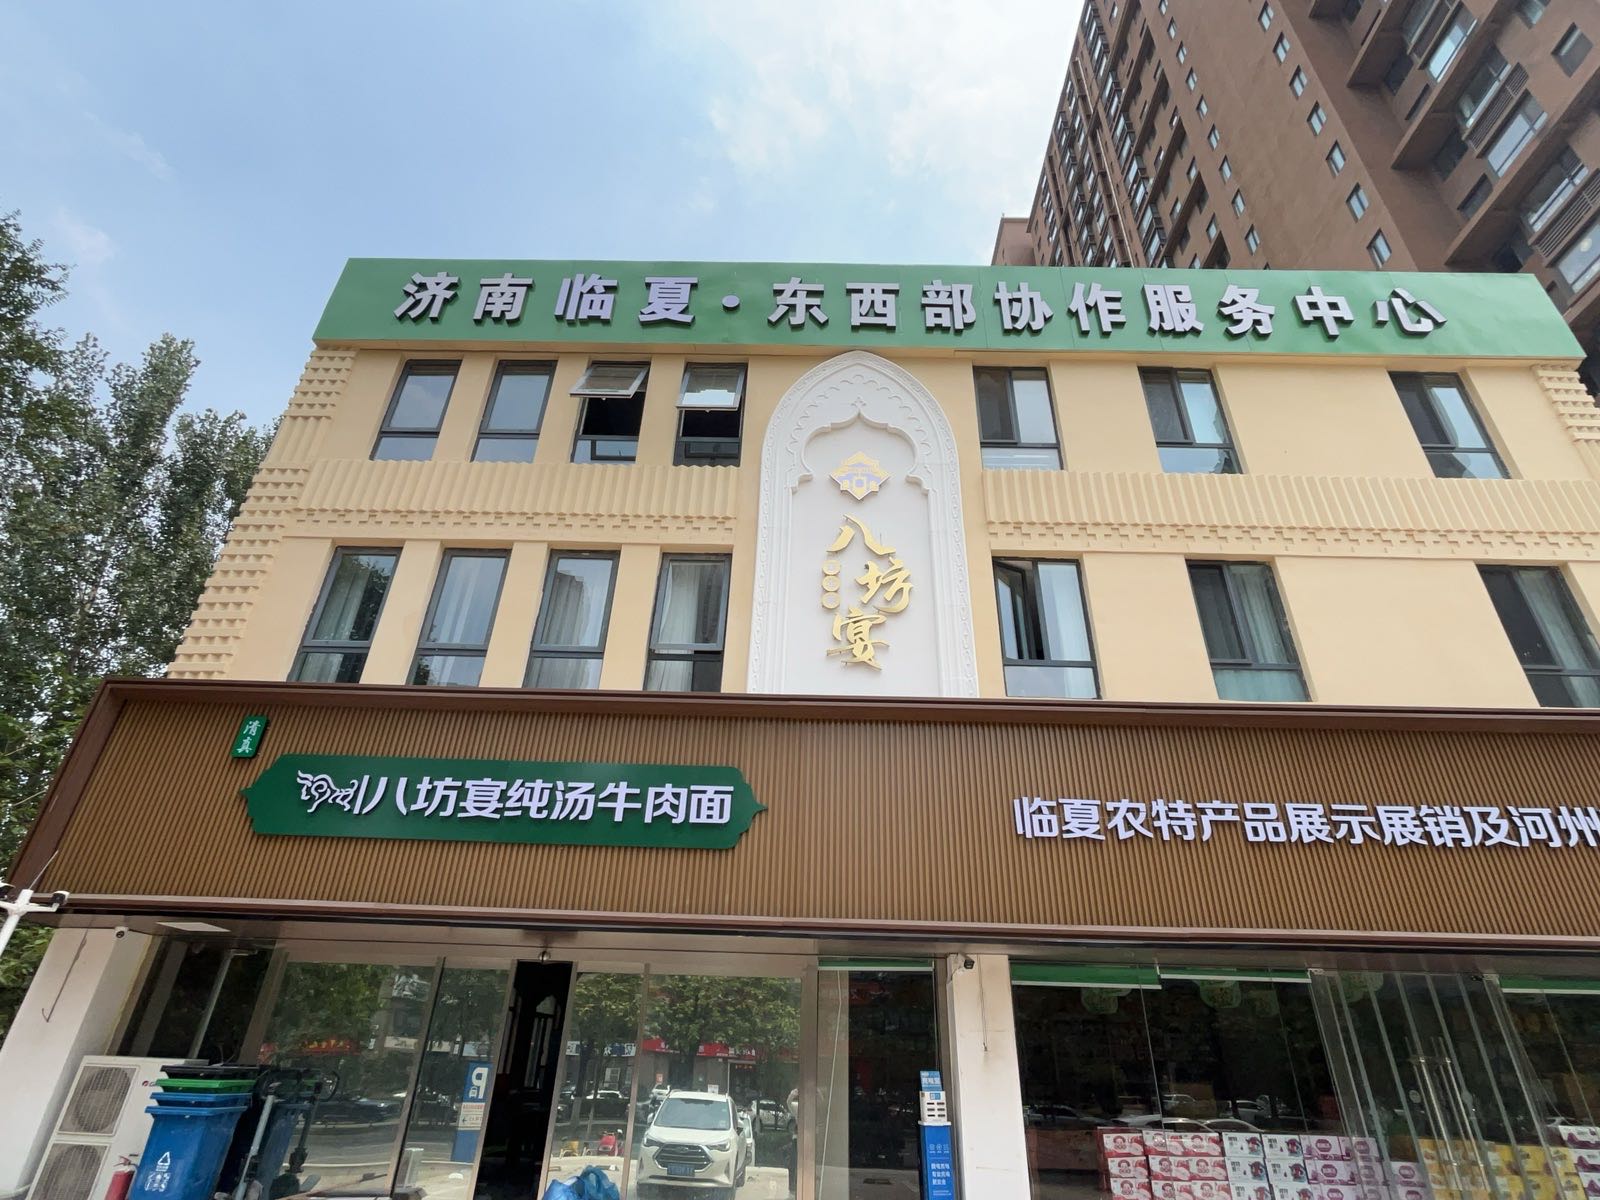 济南临夏·东西部协作服务中心
八坊宴
清真
八坊宴纯汤牛肉面
临夏农特产品展示展销及河州
P